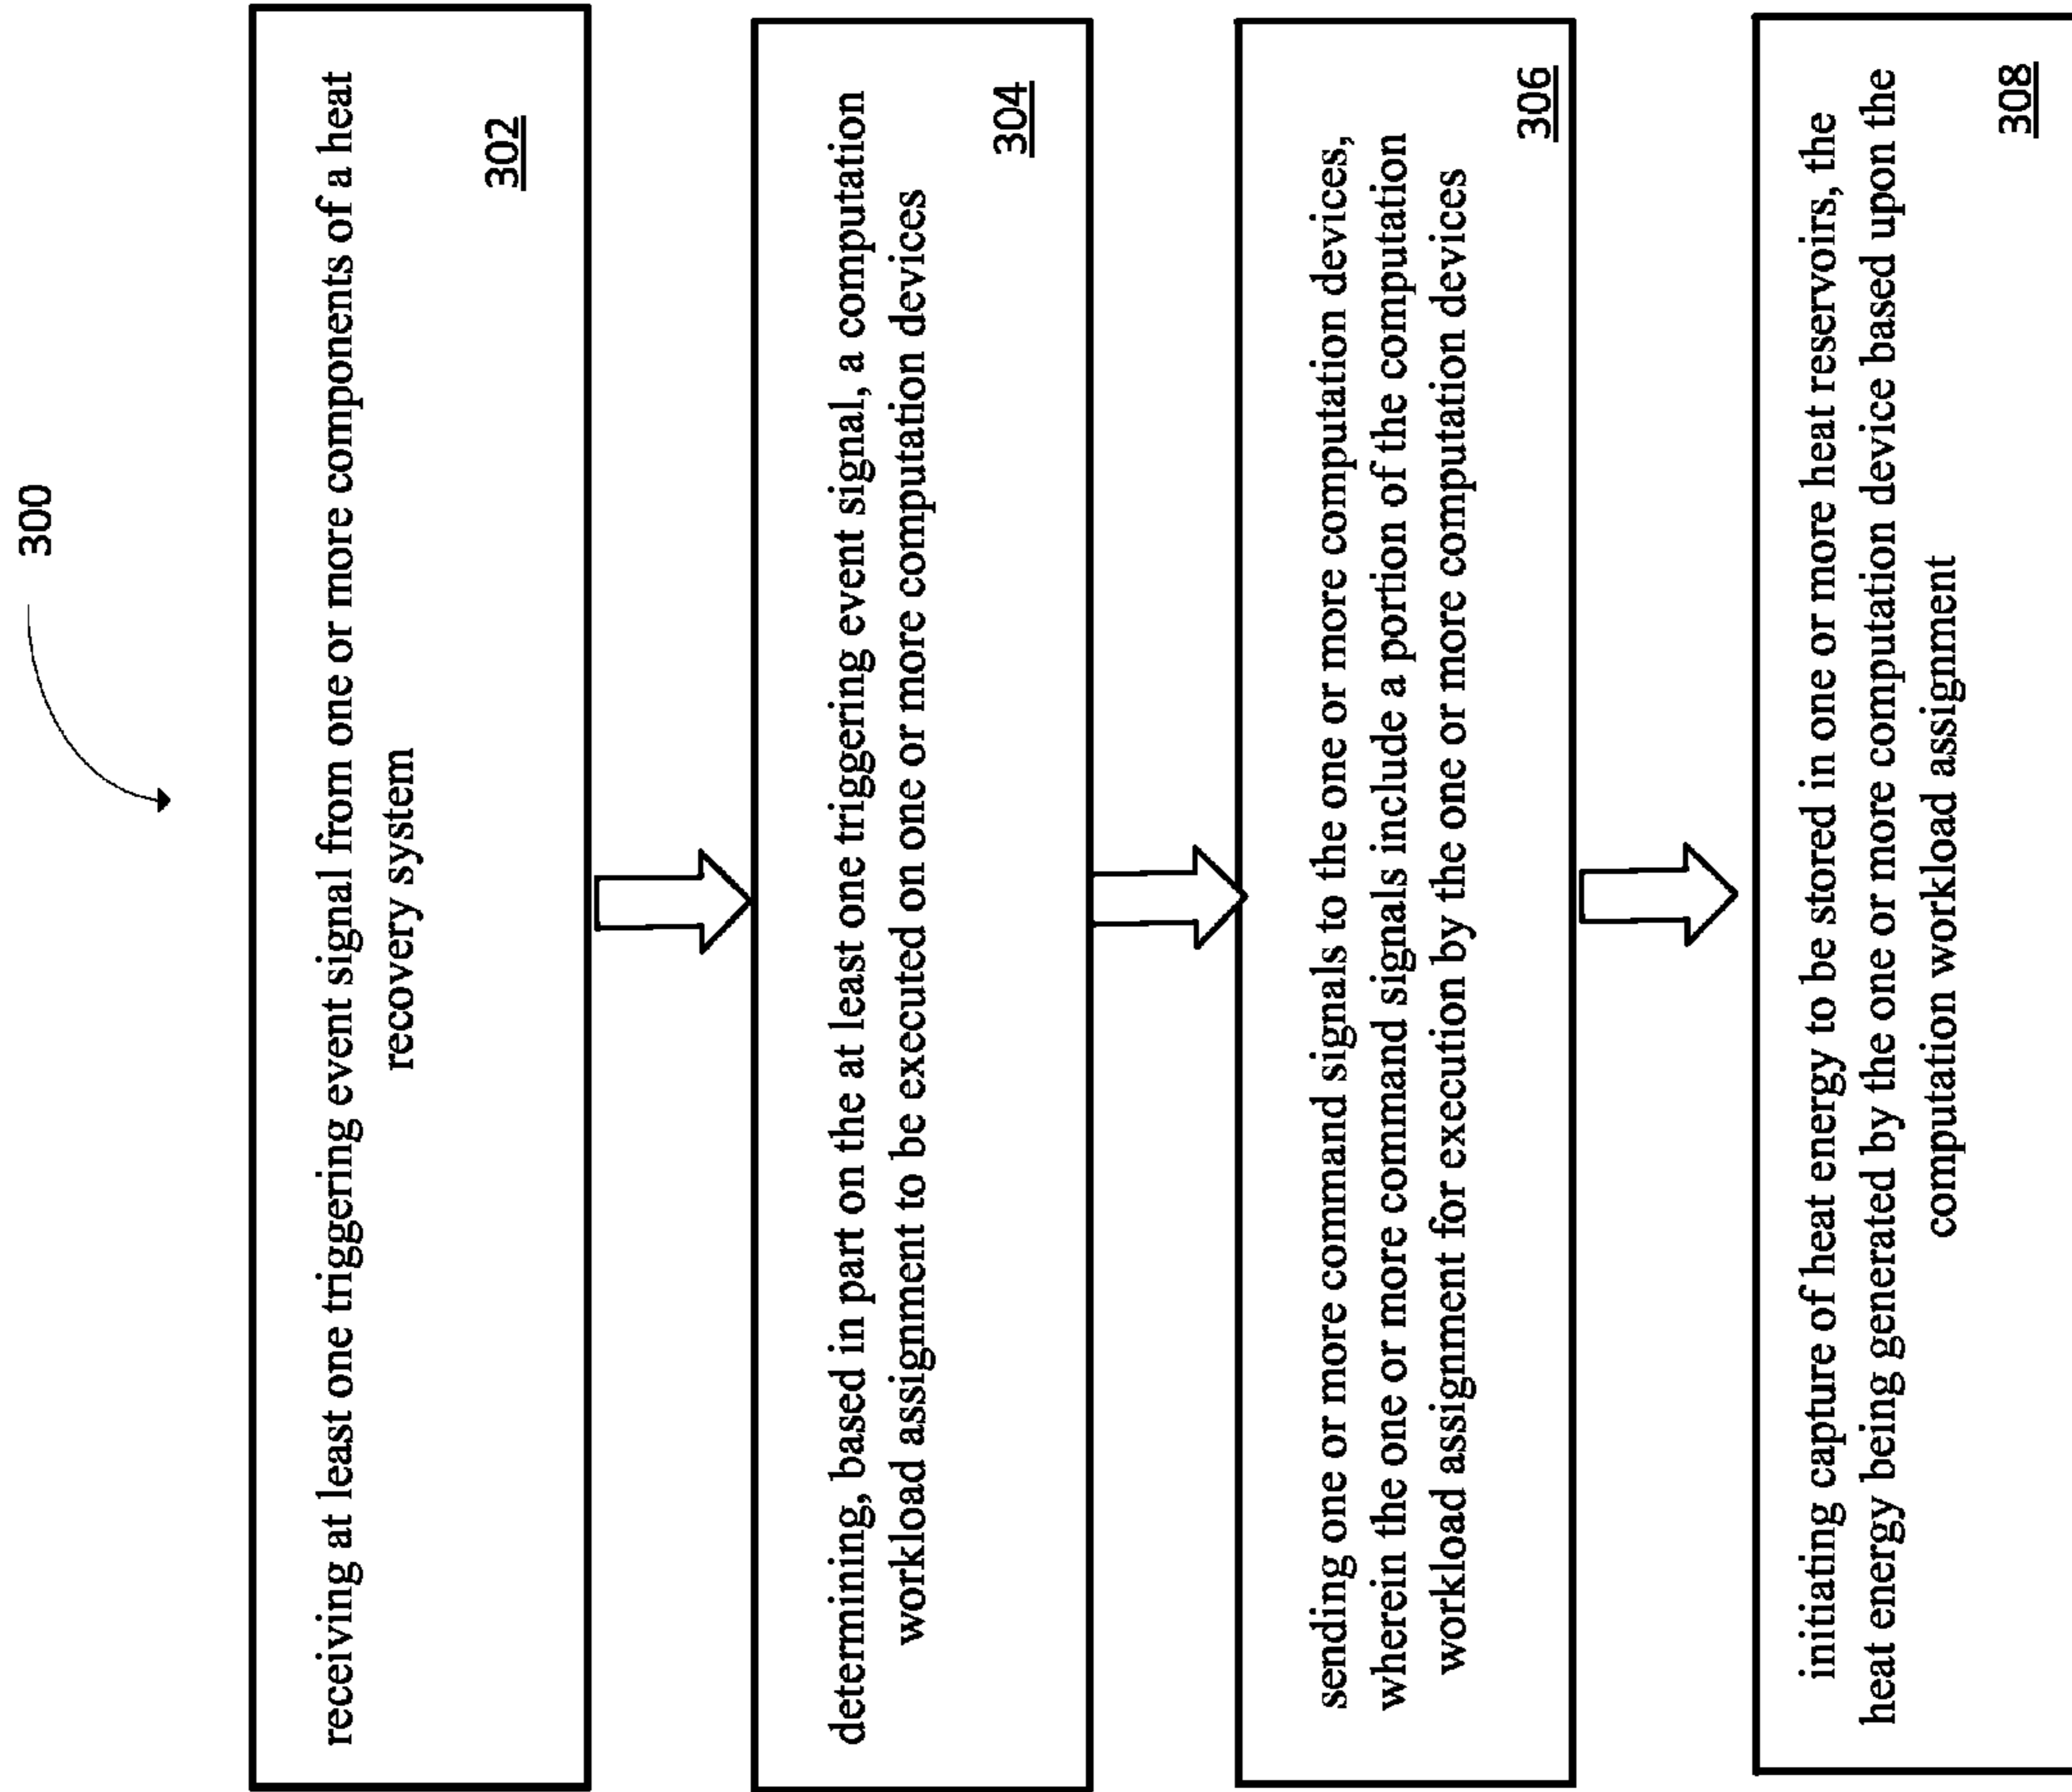 300
receiving at least one triggering event signal from one or more components of a heat
recovery system
302
determining, based in part on the at least one triggering event signal, a computation
workload assignment to be executed on one or more computation devices
304
sending one or more command signals to the one or more computation devices,
wherein the one or more command signals include a portion of the computation
workload assignment for execution by the one or more computation devices
306
initiating capture of heat energy to be stored in one or more heat reservoirs, the
heat energy being generated by the one or more computation device based upon the
computation workload assignment
308